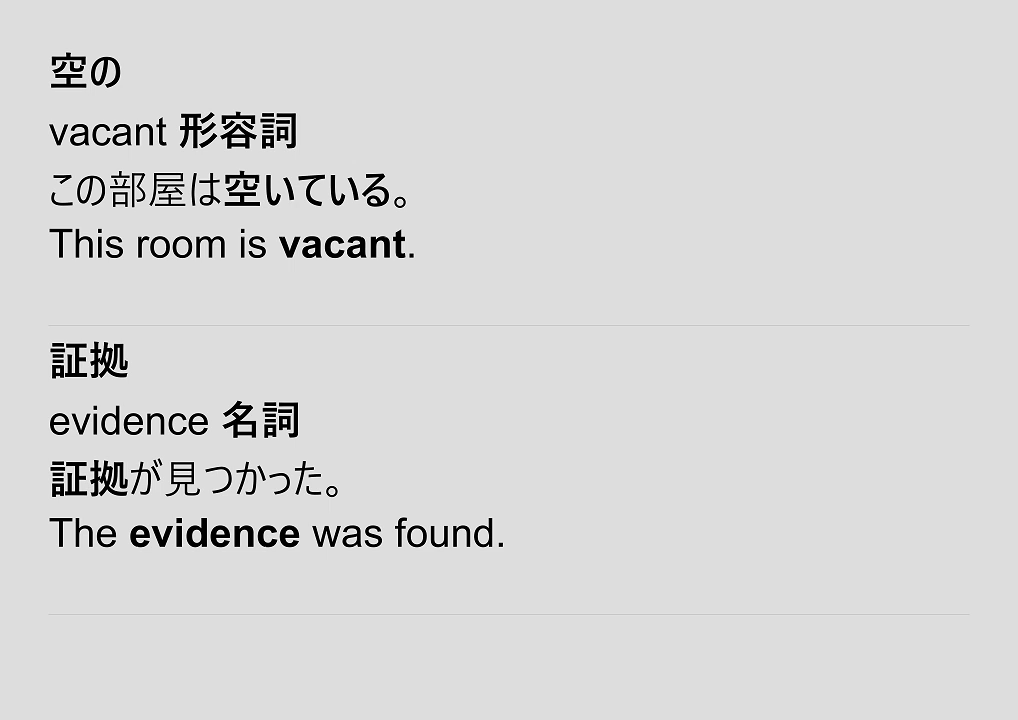 空の
vacant 形容詞
この部屋は空いている。
This room is vacant.
証拠
evidence 名詞
証拠が見つかった。
The evidence was found.